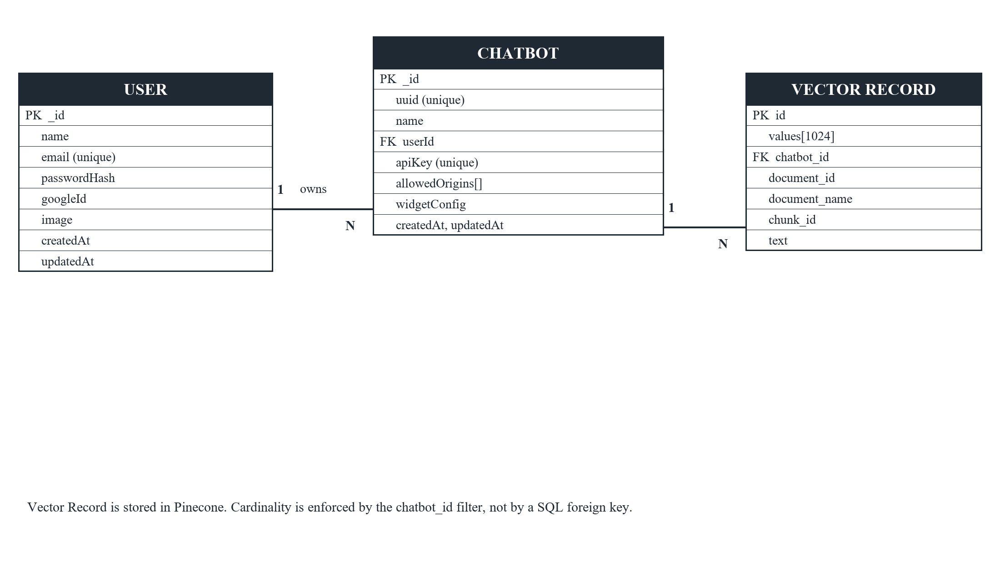 USER
PK _id
name
email (unique)
passwordHash
googleId
image
createdAt
updatedAt
1 owns
N
CHATBOT
PK _id
uuid (unique)
name
FK userId
apiKey (unique)
allowedOrigins[]
widgetConfig
createdAt, updatedAt
1
N
VECTOR RECORD
PK id
values[1024]
FK chatbot_id
document_id
document_name
chunk_id
text
Vector Record is stored in Pinecone. Cardinality is enforced by the chatbot_id filter, not by a SQL foreign key.